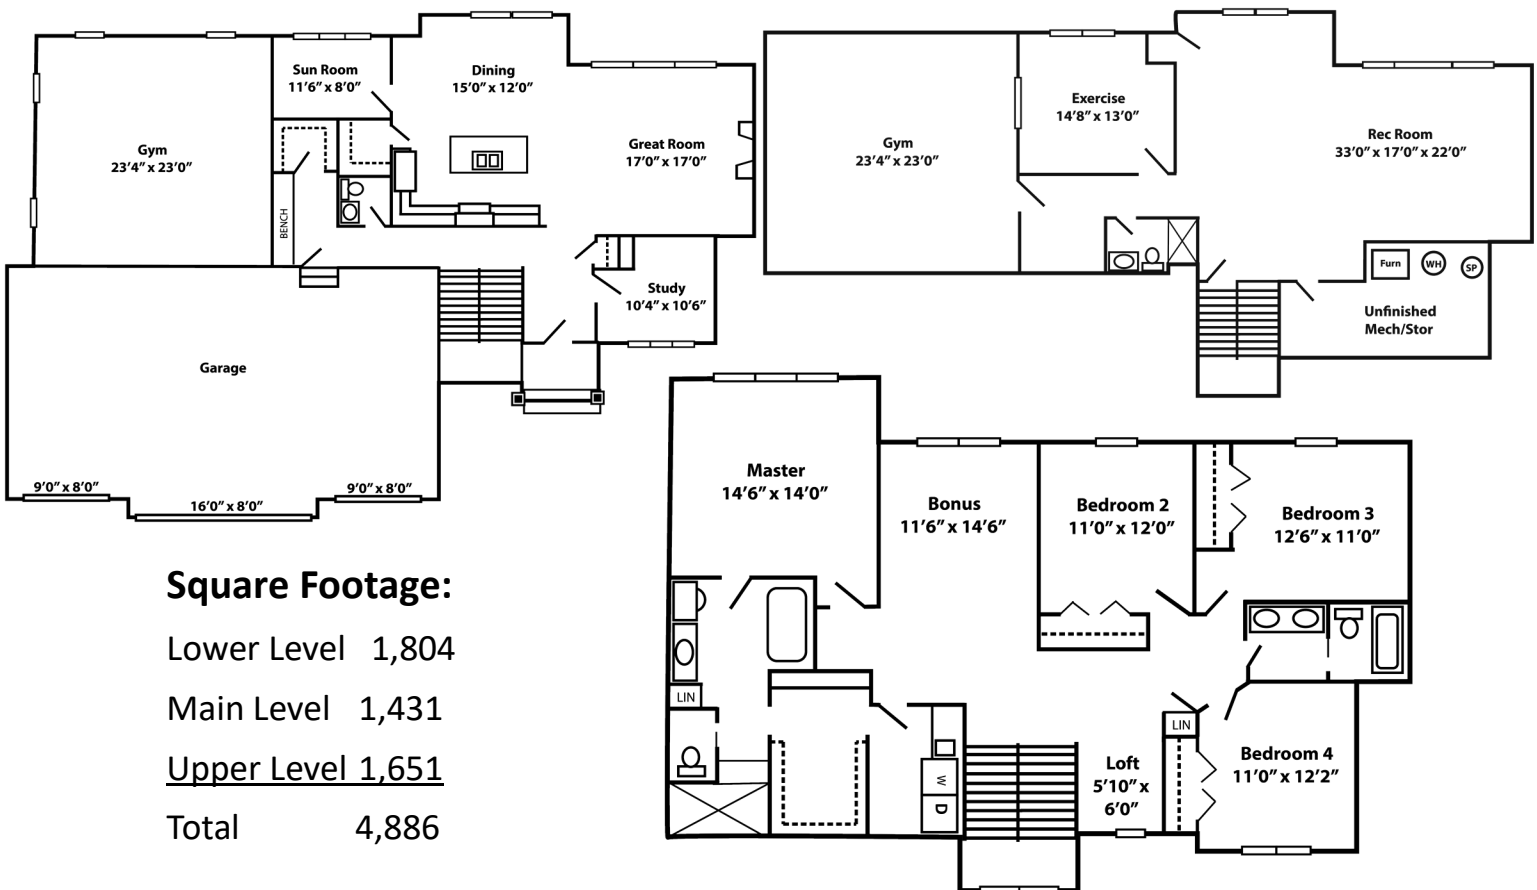 Sun Room
11’6” x 8’0”
Dining
15’0” x 12’0”
Gym
23’4” x 23’0”
Great Room
17’0” x 17’0”
BENCH
Study
10’4” x 10’6”
Garage
9’0” x 8’0”
16’0” x 8’0”
9’0” x 8’0”
Gym
23’4” x 23’0”
Exercise
14’8” x 13’0”
Rec Room
33’0” x 17’0” x 22’0”
Furn
WH
SP
Unfinished
Mech/Stor
Master
14’6” x 14’0”
Bonus
11’6” x 14’6”
Bedroom 2
11’0” x 12’0”
Bedroom 3
12’6” x 11’0”
LIN
W
D
Loft
5’10” x
6’0”
LIN
Bedroom 4
11’0” x 12’2”
Square Footage:
Lower Level 1,804
Main Level 1,431
Upper Level 1,651
Total 4,886